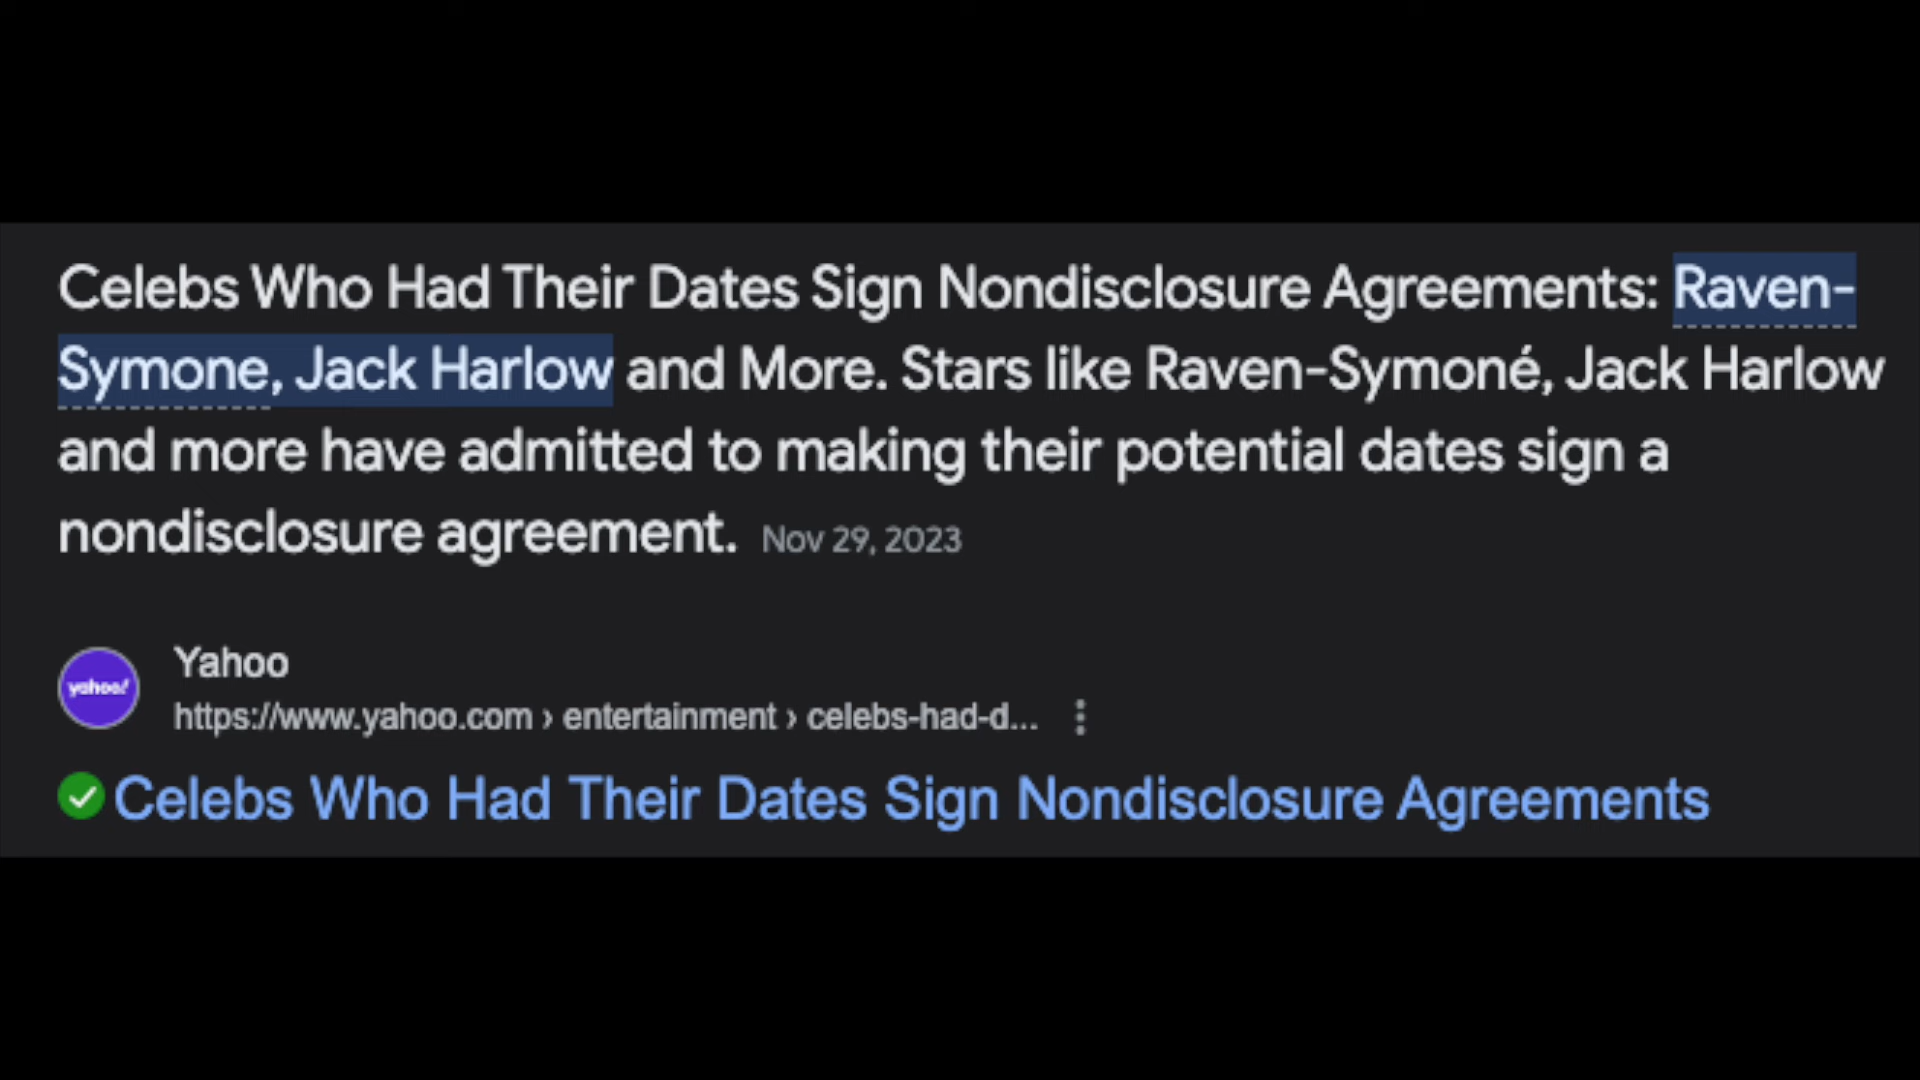 Celebs Who Had Their Dates Sign Nondisclosure Agreements: Raven-
Symone, Jack Harlow and More. Stars like Raven-Symoné, Jack Harlow
and more have admitted to making their potential dates sign a
nondisclosure agreement. Nov 29, 2023
yahoo!
Yahoo
https://www.yahoo.com › entertainment › celebs-had-d...
Celebs Who Had Their Dates Sign Nondisclosure Agreements